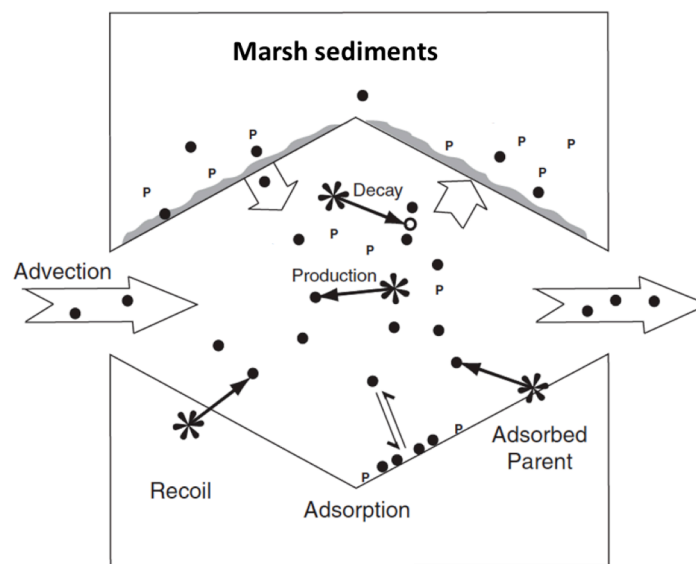 Marsh sediments
P
P
P
P
P
P
P
P
Decay
P
P
Advection
Production
P
Adsorbed
Parent
P
P
Recoil
Adsorption